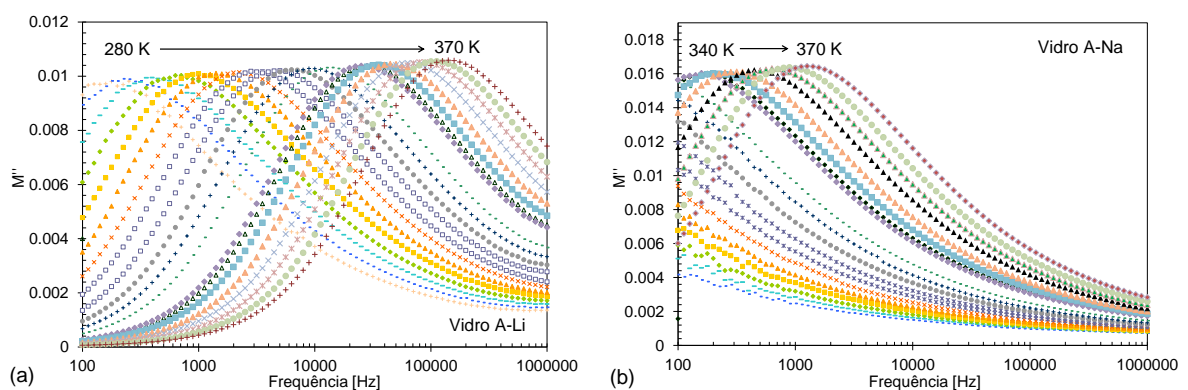 0.012
0.01
0.008
0.006
0.004
0.002
0
M''
280 K
370 K
Vidro A-Li
100
1000
10000
100000
1000000
Frequência [Hz]
(a)
0.018
0.016
0.014
0.012
0.01
0.008
0.006
0.004
0.002
0
M''
340 K
370 K
Vidro A-Na
100
1000
10000
100000
1000000
Frequência [Hz]
(b)